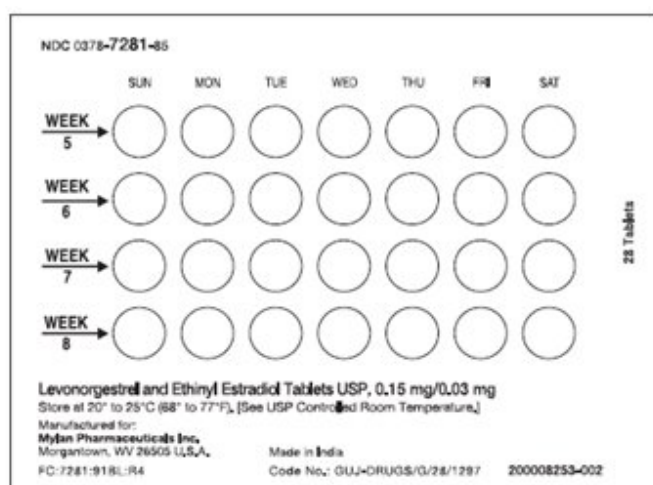 NDC 0378-7281-85
SUN MON TUE WED THU FRI SAT
WEEK
5
WEEK
6
WEEK
7
WEEK
8
28 Tablets
Levonorgestrel and Ethinyl Estradiol Tablets USP, 0.15 mg/0.03 mg
Store at 20° to 25°C (68° to 77°F). [See USP Controlled Room Temperature.]
Manufactured for:
Mylan Pharmaceuticals Inc.
Morgantown, WV 26505 U.S.A. Made in India
FC:7281:91BL:R4 Code No.: GUJ-DRUGS/G/28/1297 200008253-002